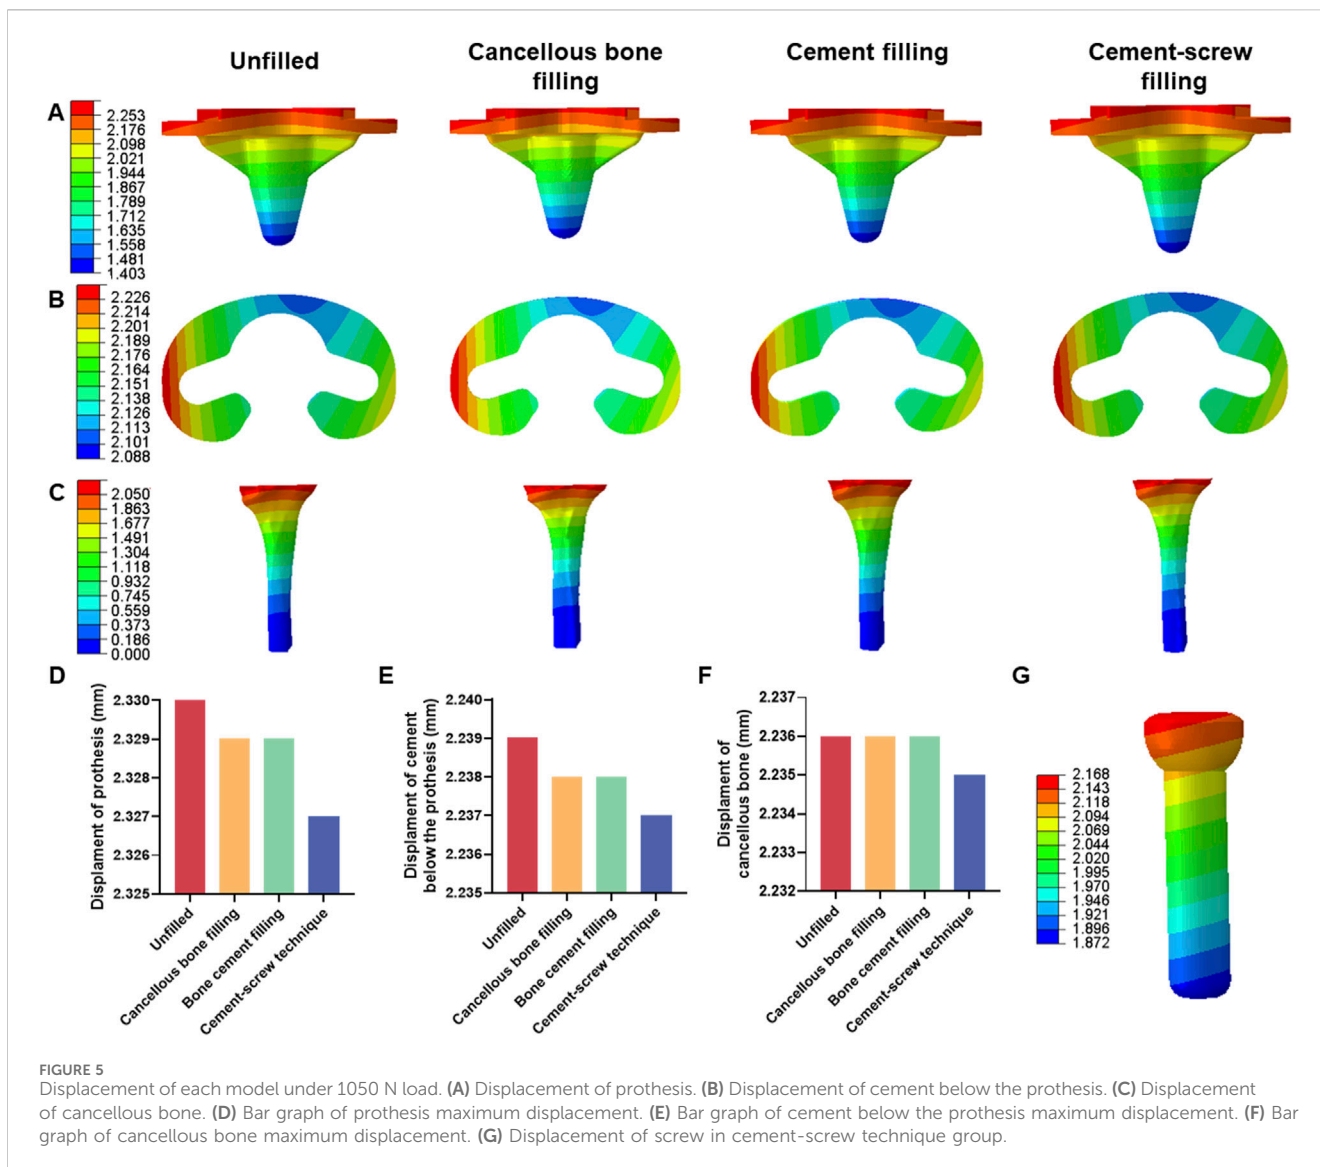 Unfilled
Cancellous bone
filling
Cement filling
Cement-screw
filling
A
2.253
2.176
2.098
2.021
1.944
1.867
1.789
1.712
1.635
1.558
1.481
1.403
B
2.226
2.214
2.201
2.189
2.176
2.164
2.151
2.138
2.126
2.113
2.101
2.088
C
2.050
1.863
1.677
1.491
1.304
1.118
0.932
0.745
0.559
0.373
0.186
0.000
D
Displament of prothesis (mm)
2.330
2.329
2.328
2.327
2.326
2.325
Unfilled
Cancellous bone filling
Bone cement filling
Cement-screw technique
E
Displament of cement
below the prothesis (mm)
2.240
2.239
2.238
2.237
2.236
2.235
Unfilled
Cancellous bone filling
Bone cement filling
Cement-screw technique
F
Displament of
cancellous bone (mm)
2.237
2.236
2.235
2.234
2.233
2.232
Unfilled
Cancellous bone filling
Bone cement filling
Cement-screw technique
G
2.168
2.143
2.118
2.094
2.069
2.044
2.020
1.995
1.970
1.946
1.921
1.896
1.872
FIGURE 5
Displacement of each model under 1050 N load. (A) Displacement of prothesis. (B) Displacement of cement below the prothesis. (C) Displacement
of cancellous bone. (D) Bar graph of prothesis maximum displacement. (E) Bar graph of cement below the prothesis maximum displacement. (F) Bar
graph of cancellous bone maximum displacement. (G) Displacement of screw in cement-screw technique group.